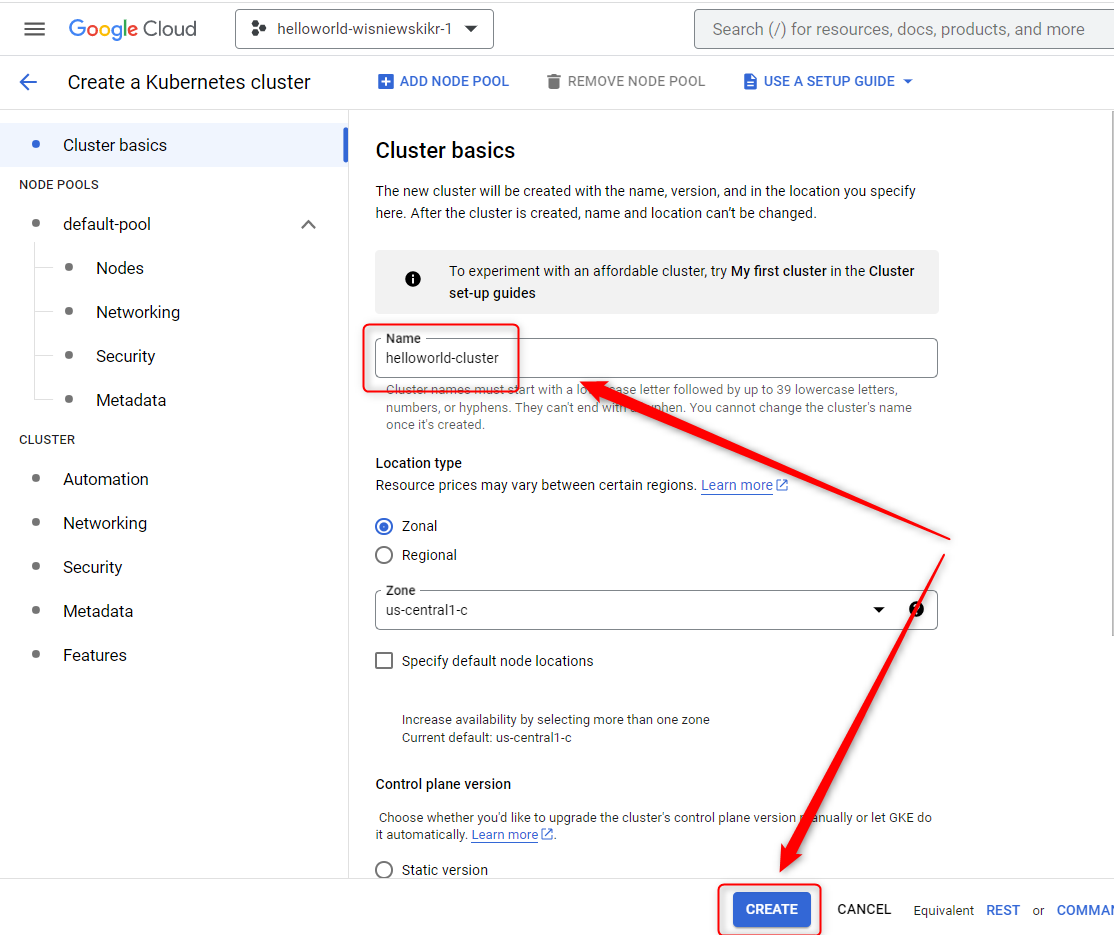 Google Cloud
helloworld-wisniewskikr-1
Search (/) for resources, docs, products, and more
Create a Kubernetes cluster
ADD NODE POOL
REMOVE NODE POOL
USE A SETUP GUIDE
Cluster basics
NODE POOLS
default-pool
Nodes
Networking
Security
Metadata
CLUSTER
Automation
Networking
Security
Metadata
Features
Cluster basics
The new cluster will be created with the name, version, and in the location you specify
here. After the cluster is created, name and location can't be changed.
To experiment with an affordable cluster, try My first cluster in the Cluster
set-up guides
Name
helloworld-cluster
Cluster names must start with a lowercase letter followed by up to 39 lowercase letters,
numbers, or hyphens. They can't end with a hyphen. You cannot change the cluster's name
once it's created.
Location type
Resource prices may vary between certain regions. Learn more
Zonal
Regional
Zone
us-central1-c
Specify default node locations
Increase availability by selecting more than one zone
Current default: us-central1-c
Control plane version
Choose whether you'd like to upgrade the cluster's control plane version manually or let GKE do
it automatically. Learn more.
Static version
CREATE
CANCEL
Equivalent REST or COMMAN